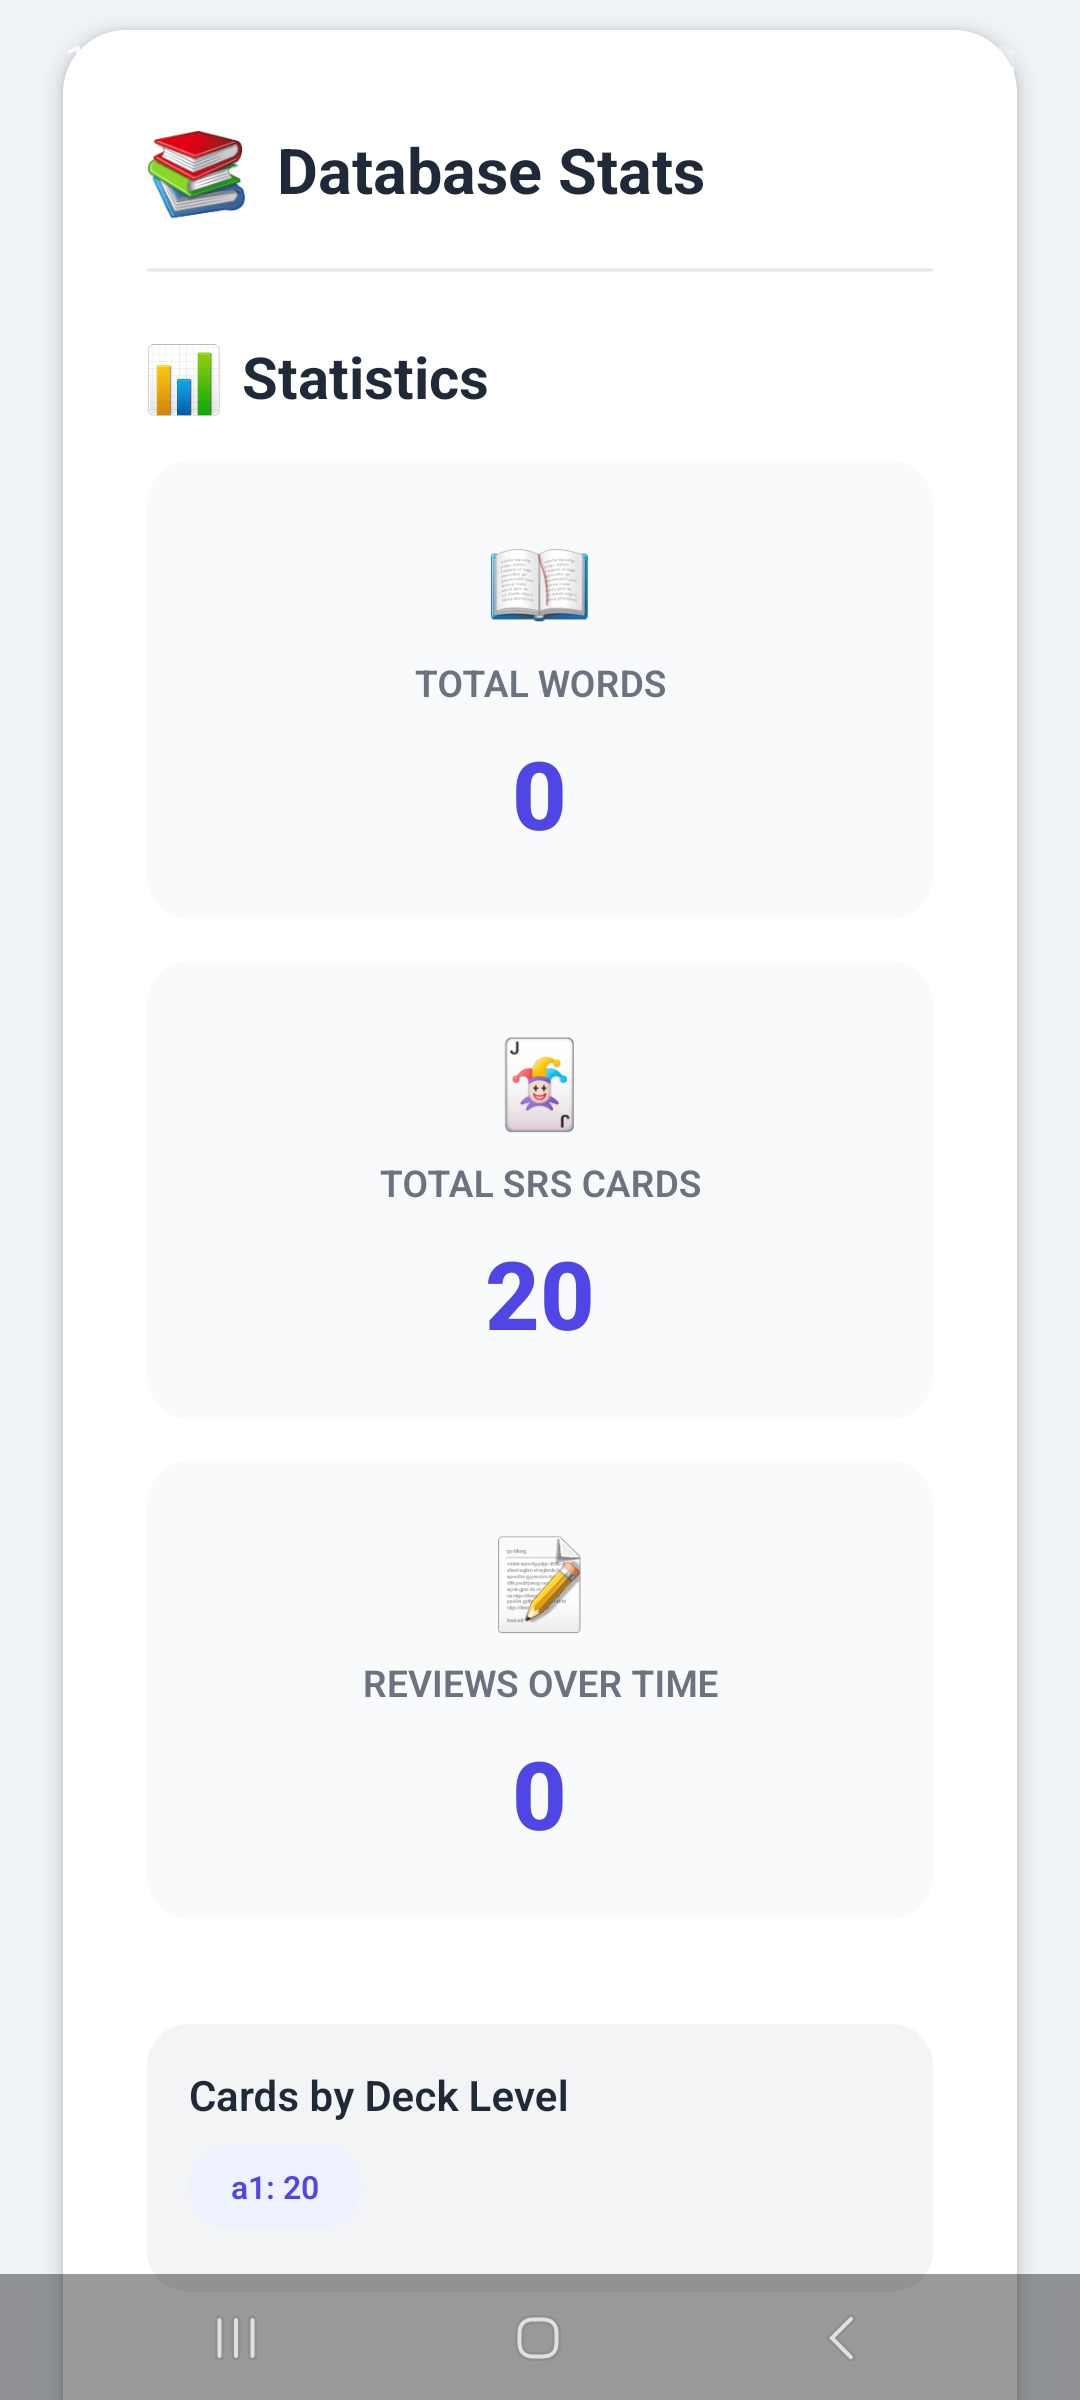 Database Stats
Statistics
TOTAL WORDS
0
J
J
TOTAL SRS CARDS
20
REVIEWS OVER TIME
0
Cards by Deck Level
a1: 20